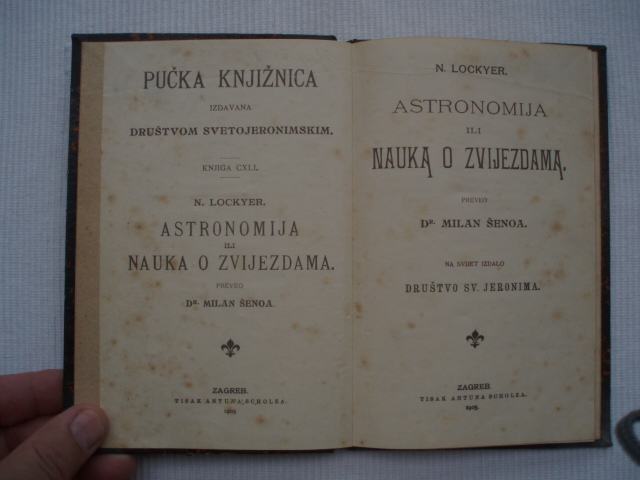 PUČKA KNJIŽNICA
IZDAVANA
DRUŠTVOM SVETOJERONIMSKIM.
KNJIGA CXLI.
N. LOCKYER.
ASTRONOMIJA
ILI
NAUKA O ZVIJEZDAMA.
PREVEO
DR. MILAN ŠENOA.
ZAGREB.
TISAK ANTUNA SCHOLZA.
N. LOCKYER.
ASTRONOMIJA
ILI
NAUKA O ZVIJEZDAMA.
PREVEO
DR. MILAN ŠENOA.
NA SVIJET IZDALO
DRUŠTVO SV. JERONIMA.
ZAGREB.
TISAK ANTUNA SCHOLZA.